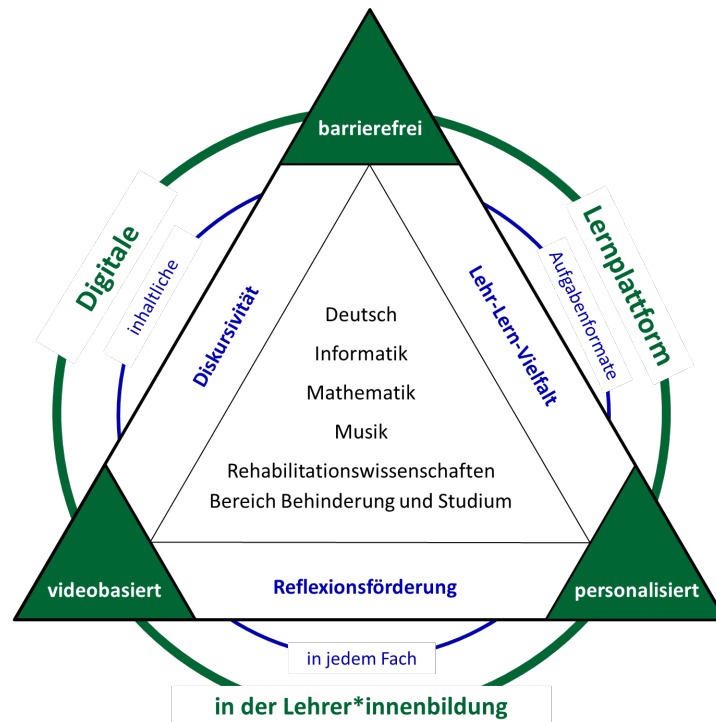 barrierefrei
Digitale
Lernplattform
inhaltliche
Aufgabenformate
Diskursivität
Lehr-Lern-Vielfalt
Deutsch
Informatik
Mathematik
Musik
Rehabilitationswissenschaften
Bereich Behinderung und Studium
videobasiert
Reflexionsförderung
personalisiert
in jedem Fach
in der Lehrer*innenbildung